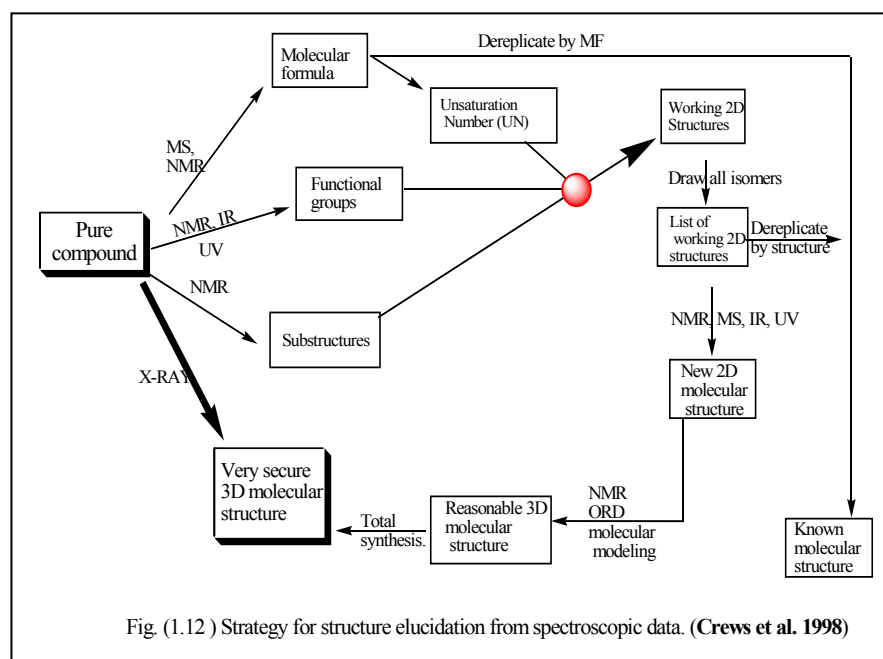 Molecular
formula
Dereplicate by MF
Unsaturation
Number (UN)
Working 2D
Structures
MS,
NMR
Functional
groups
Draw all isomers
Pure
compound
NMR, IR
UV
List of
working 2D
structures
Dereplicate
by structure
NMR
Substructures
NMR, MS, IR, UV
X-RAY
New 2D
molecular
structure
Very secure
3D molecular
structure
Total
synthesis.
Reasonable 3D
molecular
structure
NMR
ORD
molecular
modeling
Known
molecular
structure
Fig. (1.12 ) Strategy for structure elucidation from spectroscopic data. (Crews et al. 1998)